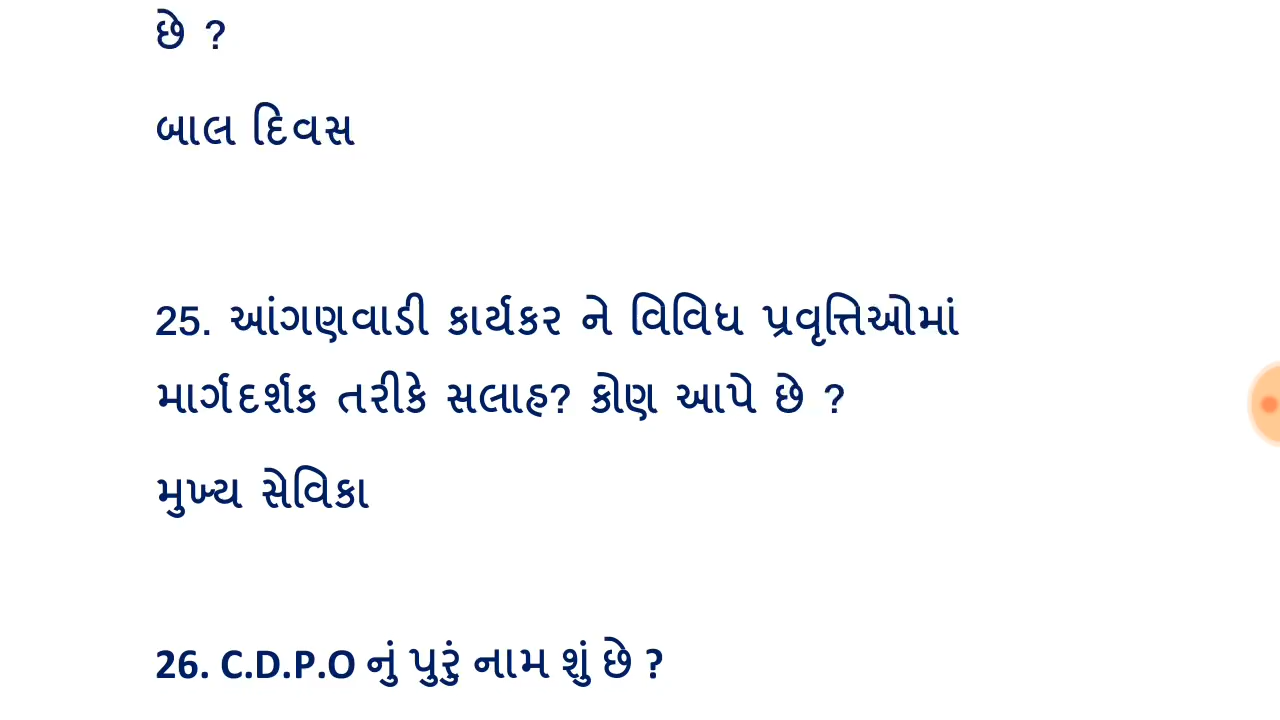 છે ?
બાલ દિવસ
25. આંગણવાડી કાર્યકર ને વિવિધ પ્રવૃત્તિઓમાં
માર્ગદર્શક તરીકે સલાહ? કોણ આપે છે ?
મુખ્ય સેવિકા
26. C.D.P.O નું પુરું નામ શું છે ?